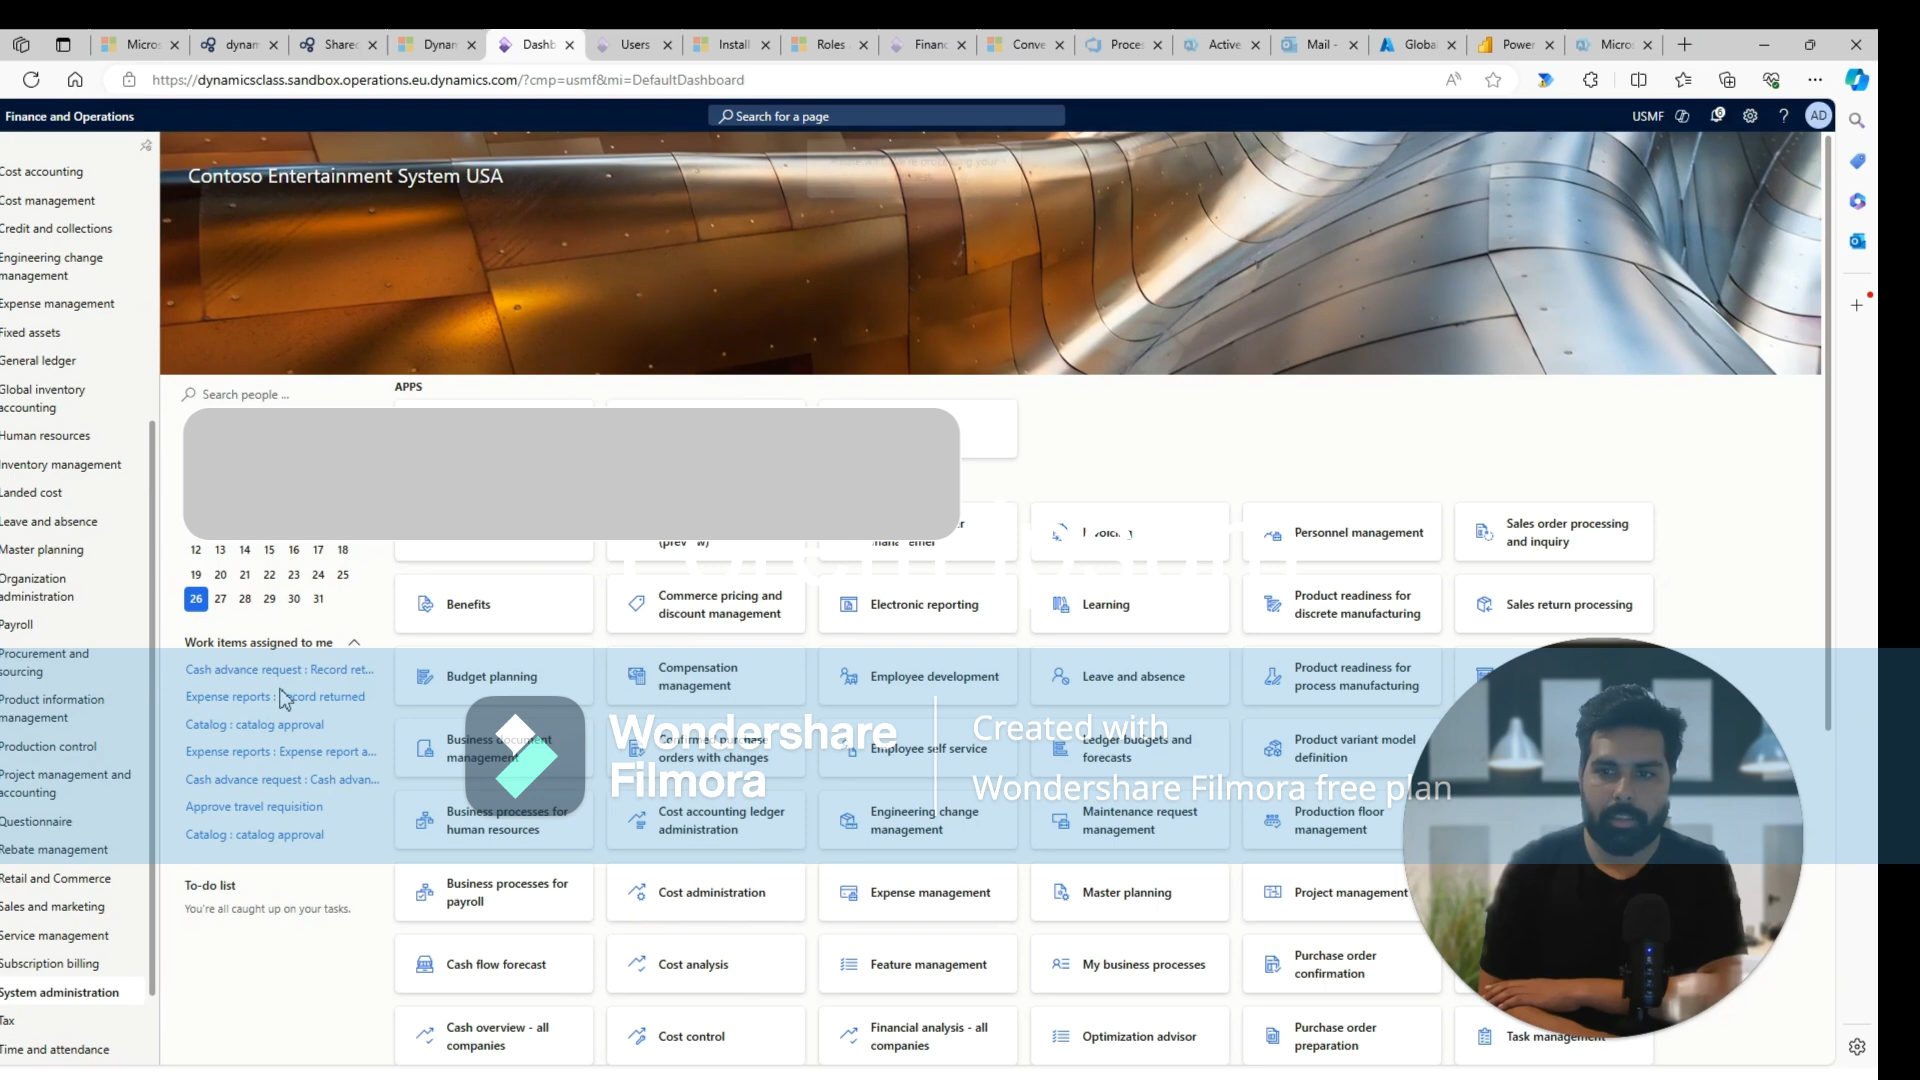 Micros
dynam
Shared
Dynam
Dashb
Users
Install
Roles
Financ
Conve
Proces
Active
Mail -
Global
Power
Micros
https://dynamicsclass.sandbox.operations.eu.dynamics.com/?cmp=usmf&mi=DefaultDashboard
Finance and Operations
Search for a page
USMF
AD
Cost accounting
Cost management
Credit and collections
Engineering change
management
Expense management
Fixed assets
General ledger
Global inventory
accounting
Human resources
Inventory management
Landed cost
Leave and absence
Master planning
Organization
administration
Payroll
Procurement and
sourcing
Product information
management
Production control
Project management and
accounting
Questionnaire
Rebate management
Retail and Commerce
Sales and marketing
Service management
Subscription billing
System administration
Tax
Time and attendance
Contoso Entertainment System USA
Search people ...
12 13 14 15 16 17 18
19 20 21 22 23 24 25
26 27 28 29 30 31
Work items assigned to me
Cash advance request : Record ret...
Expense reports : Record returned
Catalog : catalog approval
Expense reports : Expense report a...
Cash advance request : Cash advan...
Approve travel requisition
Catalog : catalog approval
To-do list
You're all caught up on your tasks.
APPS
Personnel management
Sales order processing
and inquiry
Benefits
Commerce pricing and
discount management
Electronic reporting
Learning
Product readiness for
discrete manufacturing
Sales return processing
Budget planning
Compensation
management
Employee development
Leave and absence
Product readiness for
process manufacturing
Business document
management
Confirmed purchase
orders with changes
Employee self service
Ledger budgets and
forecasts
Product variant model
definition
Business processes for
human resources
Cost accounting ledger
administration
Engineering change
management
Maintenance request
management
Production floor
management
Business processes for
payroll
Cost administration
Expense management
Master planning
Project management
Cash flow forecast
Cost analysis
Feature management
My business processes
Purchase order
confirmation
Cash overview - all
companies
Cost control
Financial analysis - all
companies
Optimization advisor
Purchase order
preparation
Task management
Wondershare
Filmora
Created with
Wondershare Filmora free plan